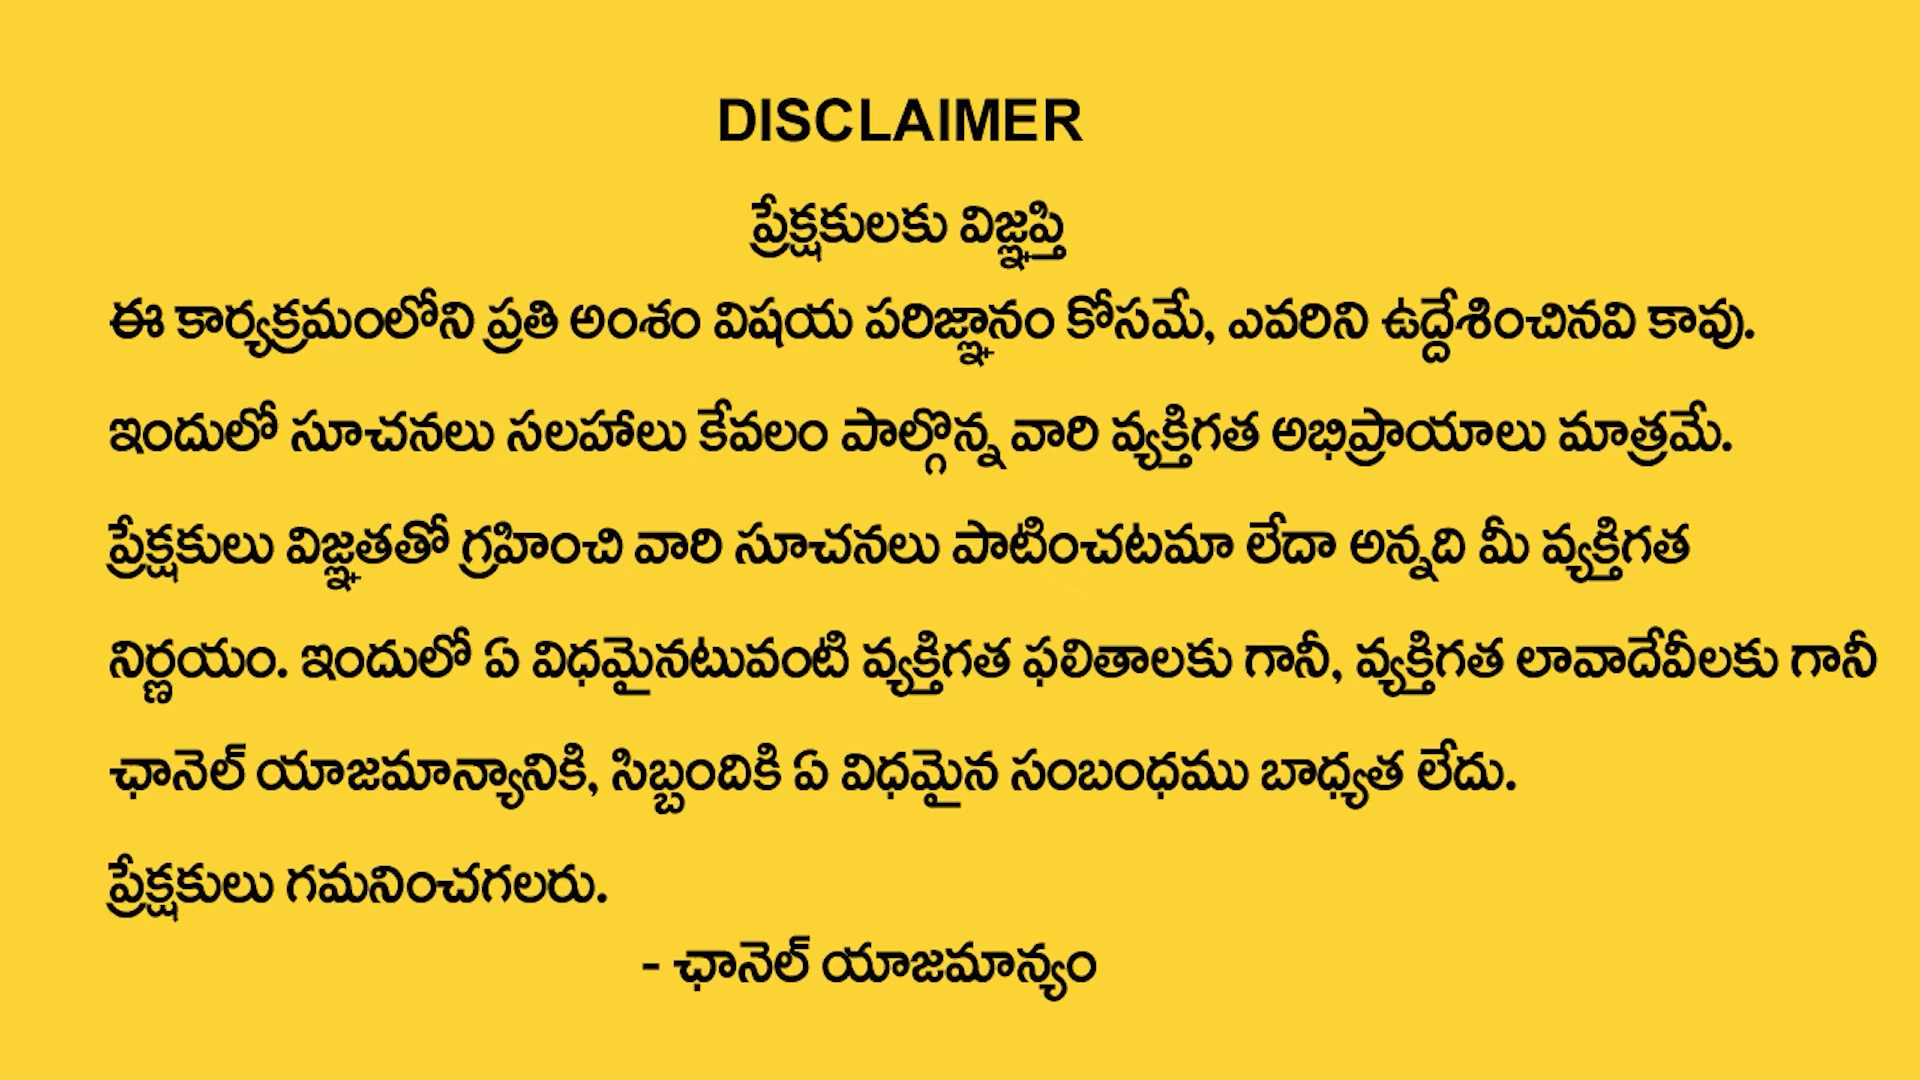 DISCLAIMER
ప్రేక్షకులకు విజ్ఞప్తి
ఈ కార్యక్రమంలోని ప్రతి అంశం విషయ పరిజ్ఞానం కోసమే, ఎవరిని ఉద్దేశించినవి కావు.
ఇందులో సూచనలు సలహాలు కేవలం పాల్గొన్న వారి వ్యక్తిగత అభిప్రాయాలు మాత్రమే.
ప్రేక్షకులు విజ్ఞతతో గ్రహించి వారి సూచనలు పాటించటమా లేదా అన్నది మీ వ్యక్తిగత
నిర్ణయం. ఇందులో ఏ విధమైనటువంటి వ్యక్తిగత ఫలితాలకు గానీ, వ్యక్తిగత లావాదేవీలకు గానీ
ఛానెల్ యాజమాన్యానికి, సిబ్బందికి ఏ విధమైన సంబంధము బాధ్యత లేదు.
ప్రేక్షకులు గమనించగలరు.
- ఛానెల్ యాజమాన్యం